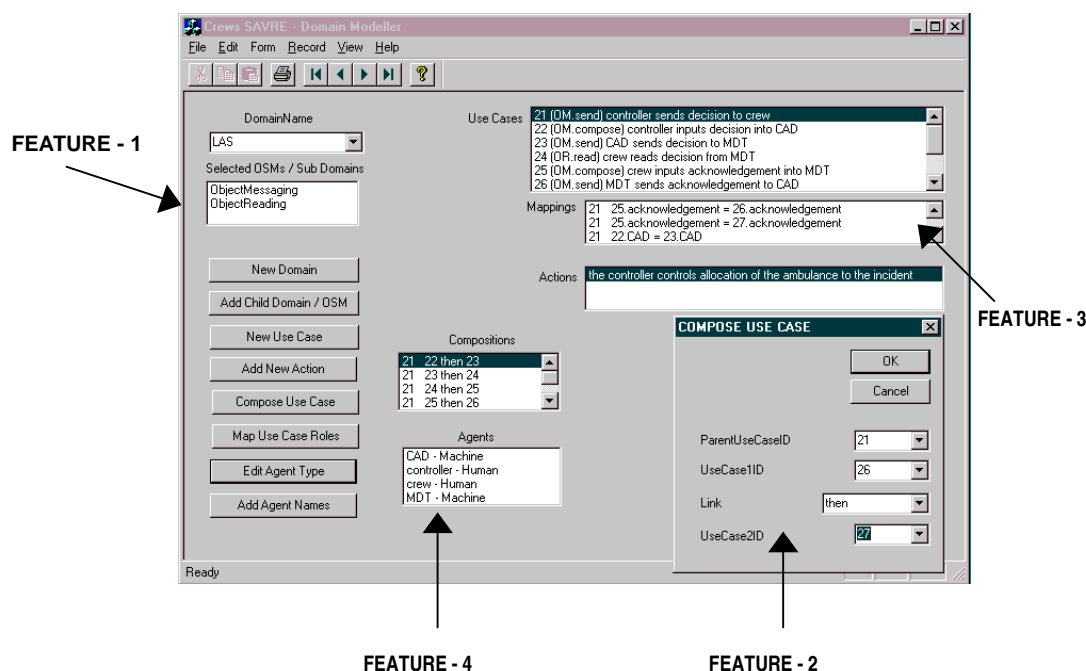 Crews SAVRE - Domain Modeller
File Edit Form Record View Help
FEATURE - 1
DomainName
LAS
Selected OSMs / Sub Domains
ObjectMessaging
ObjectReading
New Domain
Add Child Domain / OSM
New Use Case
Add New Action
Compose Use Case
Map Use Case Roles
Edit Agent Type
Add Agent Names
Use Cases
21 (OM.send) controller sends decision to crew
22 (OM.compose) controller inputs decision into CAD
23 (OM.send) CAD sends decision to MDT
24 (OR.read) crew reads decision from MDT
25 (OM.compose) crew inputs acknowledgement into MDT
26 (OM.send) MDT sends acknowledgement to CAD
Mappings
21 25.acknowledgement = 26.acknowledgement
21 25.acknowledgement = 27.acknowledgement
21 22.CAD = 23.CAD
Actions
the controller controls allocation of the ambulance to the incident
FEATURE - 3
Compositions
21 22 then 23
21 23 then 24
21 24 then 25
21 25 then 26
Agents
CAD - Machine
controller - Human
crew - Human
MDT - Machine
COMPOSE USE CASE
OK
Cancel
ParentUseCaseID 21
UseCase1ID 26
Link then
UseCase2ID 27
Ready
FEATURE - 4
FEATURE - 2